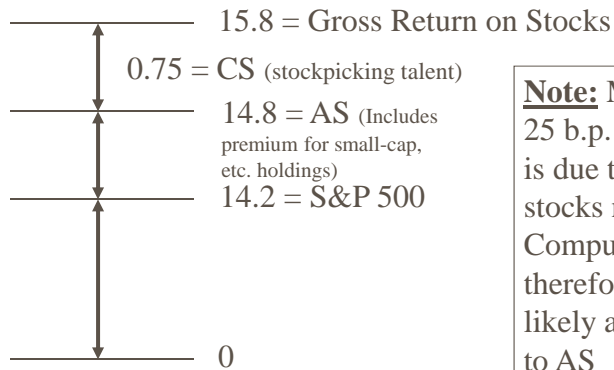 15.8 = Gross Return on Stocks
0.75 = CS (stockpicking talent)
14.8 = AS (Includes
premium for small-cap,
etc. holdings)
14.2 = S&P 500
0
Note:
25 b.p.
is due
stocks
Compu
therefo
likely a
to AS